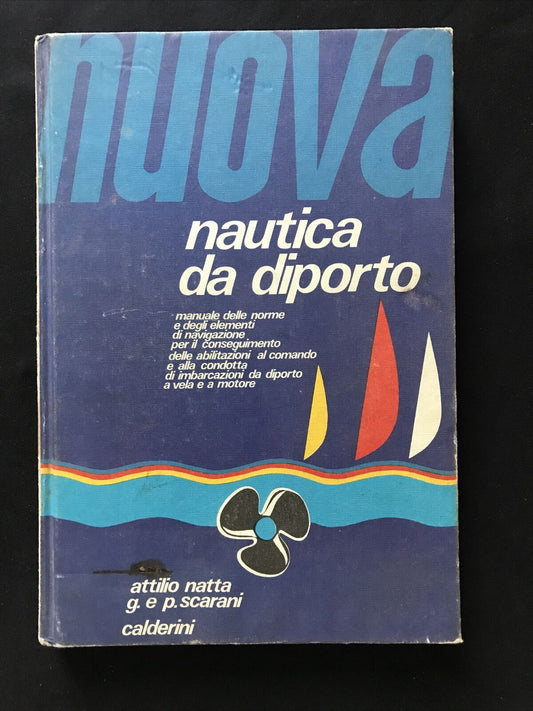 nuova
nautica
da diporto
manuale delle norme
e degli elementi
di navigazione
per il conseguimento
delle abilitazioni al comando
e alla condotta
di imbarcazioni da diporto
a vela e a motore
attilio natta
g. e p. scarani
calderini